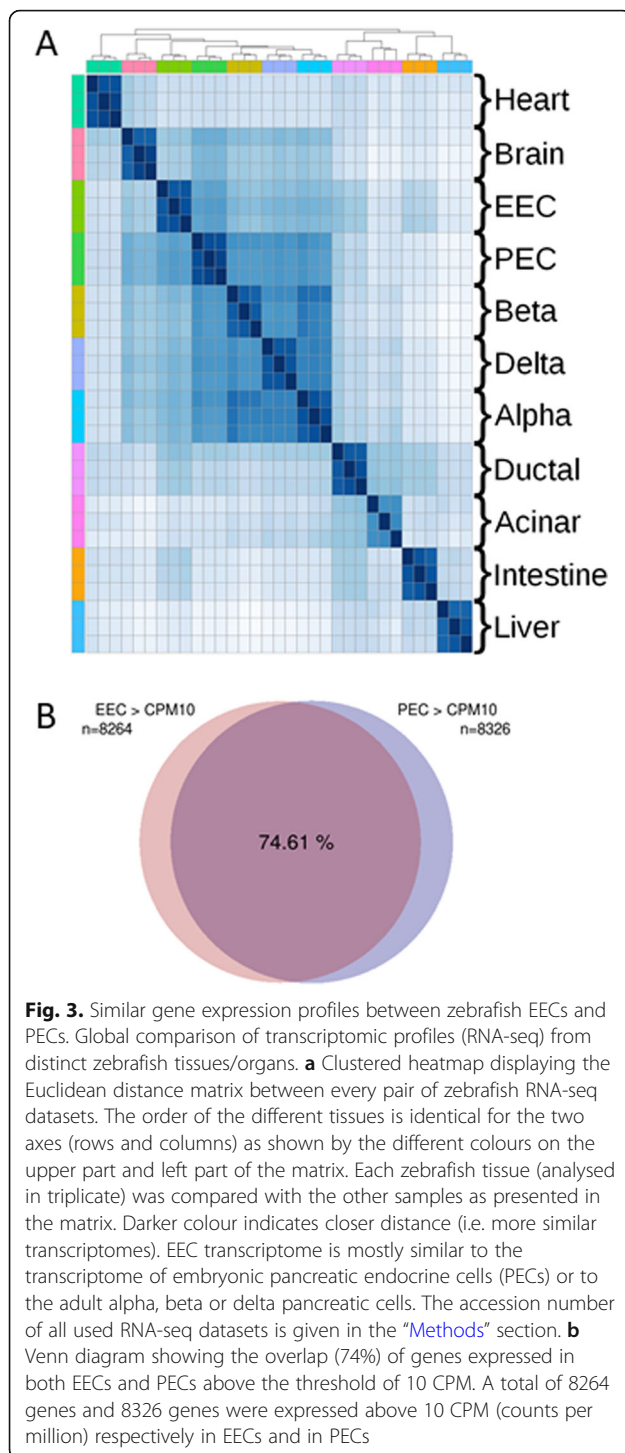 A
Heart
Brain
EEC
PEC
Beta
Delta
Alpha
Ductal
Acinar
Intestine
Liver
B
EEC > CPM10
n=8264
PEC > CPM10
n=8326
74.61 %
Fig. 3. Similar gene expression profiles between zebrafish EECs and
PECs. Global comparison of transcriptomic profiles (RNA-seq) from
distinct zebrafish tissues/organs. a Clustered heatmap displaying the
Euclidean distance matrix between every pair of zebrafish RNA-seq
datasets. The order of the different tissues is identical for the two
axes (rows and columns) as shown by the different colours on the
upper part and left part of the matrix. Each zebrafish tissue (analysed
in triplicate) was compared with the other samples as presented in
the matrix. Darker colour indicates closer distance (i.e. more similar
transcriptomes). EEC transcriptome is mostly similar to the
transcriptome of embryonic pancreatic endocrine cells (PECs) or to
the adult alpha, beta or delta pancreatic cells. The accession number
of all used RNA-seq datasets is given in the “Methods” section. b
Venn diagram showing the overlap (74%) of genes expressed in
both EECs and PECs above the threshold of 10 CPM. A total of 8264
genes and 8326 genes were expressed above 10 CPM (counts per
million) respectively in EECs and in PECs